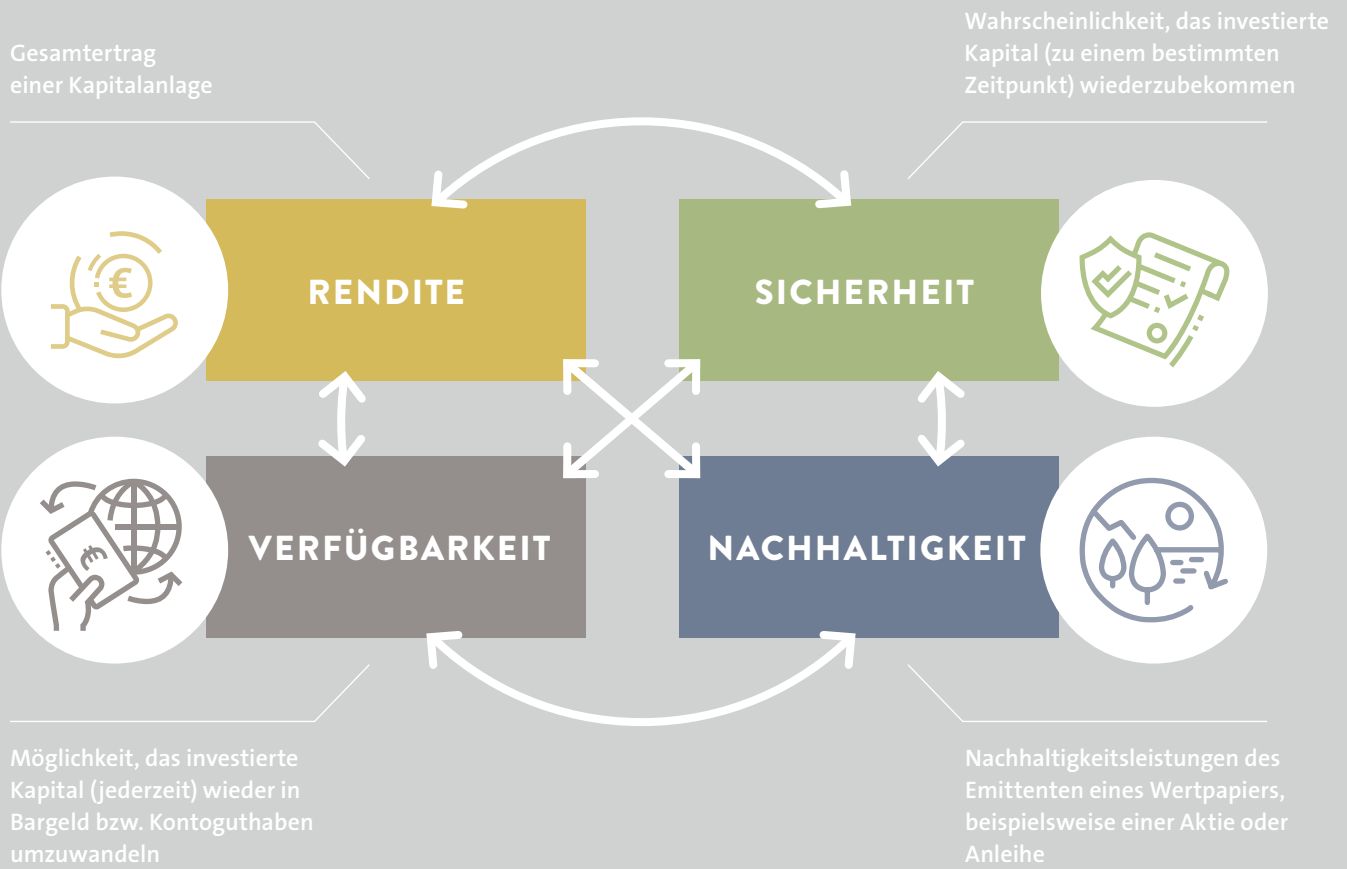 Gesamtertrag
einer Kapitalanlage
Wahrscheinlichkeit, das investierte
Kapital (zu einem bestimmten
Zeitpunkt) wiederzubekommen
€
RENDITE
SICHERHEIT
€
VERFÜGBARKEIT
NACHHALTIGKEIT
Möglichkeit, das investierte
Kapital (jederzeit) wieder in
Bargeld bzw. Kontoguthaben
umzuwandeln
Nachhaltigkeitsleistungen des
Emittenten eines Wertpapiers,
beispielsweise einer Aktie oder
Anleihe